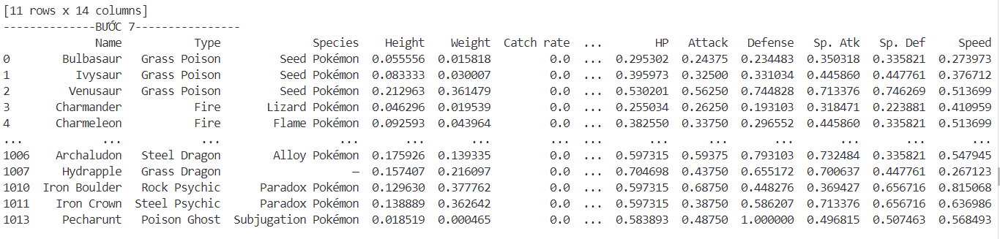 [11 rows x 14 columns]
--------------BƯỚC 7----------------
Name Type Species Height Weight Catch rate ... HP Attack Defense Sp. Atk Sp. Def Speed
0 Bulbasaur Grass Poison Seed Pokémon 0.055556 0.015818 0.0 ... 0.295302 0.24375 0.234483 0.350318 0.335821 0.273973
1 Ivysaur Grass Poison Seed Pokémon 0.083333 0.030007 0.0 ... 0.395973 0.32500 0.331034 0.445860 0.447761 0.376712
2 Venusaur Grass Poison Seed Pokémon 0.212963 0.361479 0.0 ... 0.530201 0.56250 0.744828 0.713376 0.746269 0.513699
3 Charmander Fire Lizard Pokémon 0.046296 0.019539 0.0 ... 0.255034 0.26250 0.193103 0.318471 0.223881 0.410959
4 Charmeleon Fire Flame Pokémon 0.092593 0.043964 0.0 ... 0.382550 0.33750 0.296552 0.445860 0.335821 0.513699
... ... ... ... ... ... ... ... ... ... ... ... ... ...
1006 Archaludon Steel Dragon Alloy Pokémon 0.175926 0.139335 0.0 ... 0.597315 0.59375 0.793103 0.732484 0.335821 0.547945
1007 Hydrapple Grass Dragon — 0.157407 0.216097 0.0 ... 0.704698 0.43750 0.655172 0.700637 0.447761 0.267123
1010 Iron Boulder Rock Psychic Paradox Pokémon 0.129630 0.377762 0.0 ... 0.597315 0.68750 0.448276 0.369427 0.656716 0.815068
1011 Iron Crown Steel Psychic Paradox Pokémon 0.138889 0.362642 0.0 ... 0.597315 0.38750 0.586207 0.713376 0.656716 0.636986
1013 Pecharunt Poison Ghost Subjugation Pokémon 0.018519 0.000465 0.0 ... 0.583893 0.48750 1.000000 0.496815 0.507463 0.568493